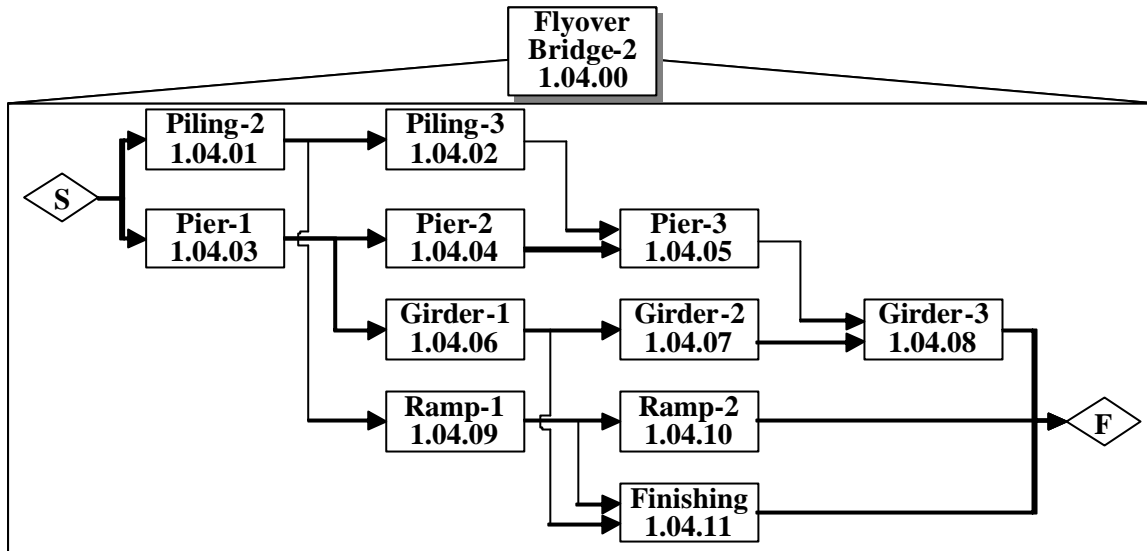 Flyover
Bridge-2
1.04.00
Piling-2
1.04.01
Piling-3
1.04.02
S
Pier-1
1.04.03
Pier-2
1.04.04
Pier-3
1.04.05
Girder-1
1.04.06
Girder-2
1.04.07
Girder-3
1.04.08
Ramp-1
1.04.09
Ramp-2
1.04.10
F
Finishing
1.04.11